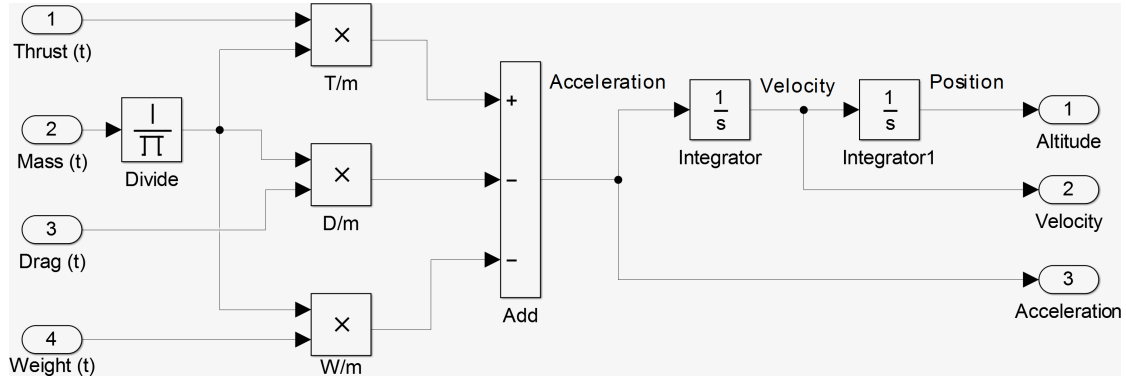 1
Thrust (t)
×
T/m
2
Mass (t)
1
∏
Divide
×
D/m
3
Drag (t)
4
Weight (t)
×
W/m
+
−
−
Add
Acceleration
1
s
Integrator
Velocity
1
s
Integrator1
Position
1
Altitude
2
Velocity
3
Acceleration